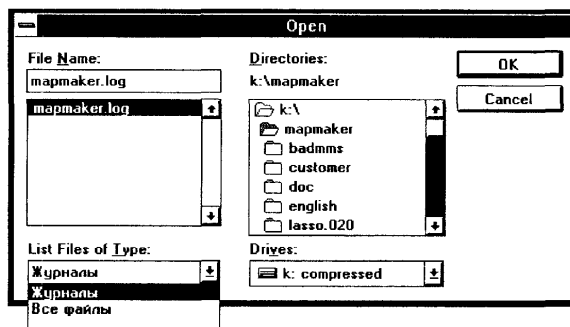 Open
File Name:
mapmaker.log
mapmaker.log
List Files of Type:
Журналы
Журналы
Все файлы
Directories:
k:\mapmaker
k:\
mapmaker
badmms
customer
doc
english
lasso.020
Drives:
k: compressed
OK
Cancel